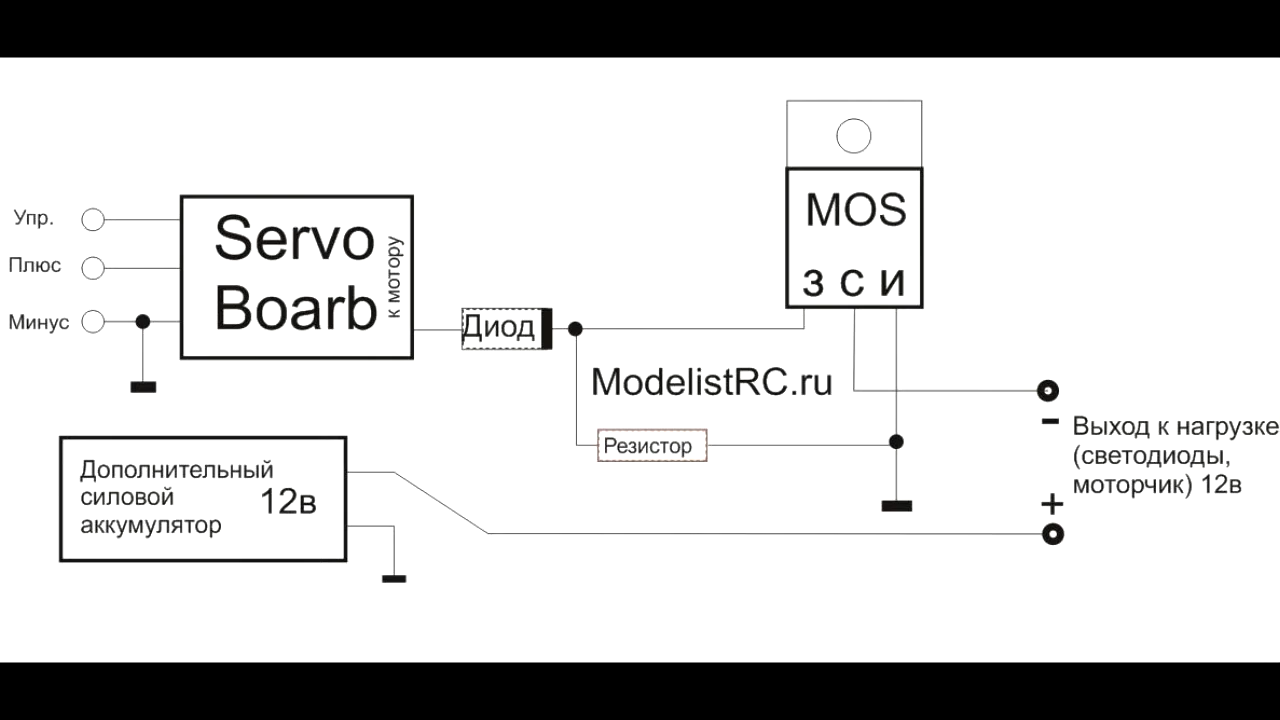 Упр.
Плюс
Минус
Servo
Boarb
к мотору
Диод
MOS
З С И
ModelistRC.ru
Резистор
-
Выход к нагрузке
(светодиоды,
моторчик) 12в
+
Дополнительный
силовой 12в
аккумулятор